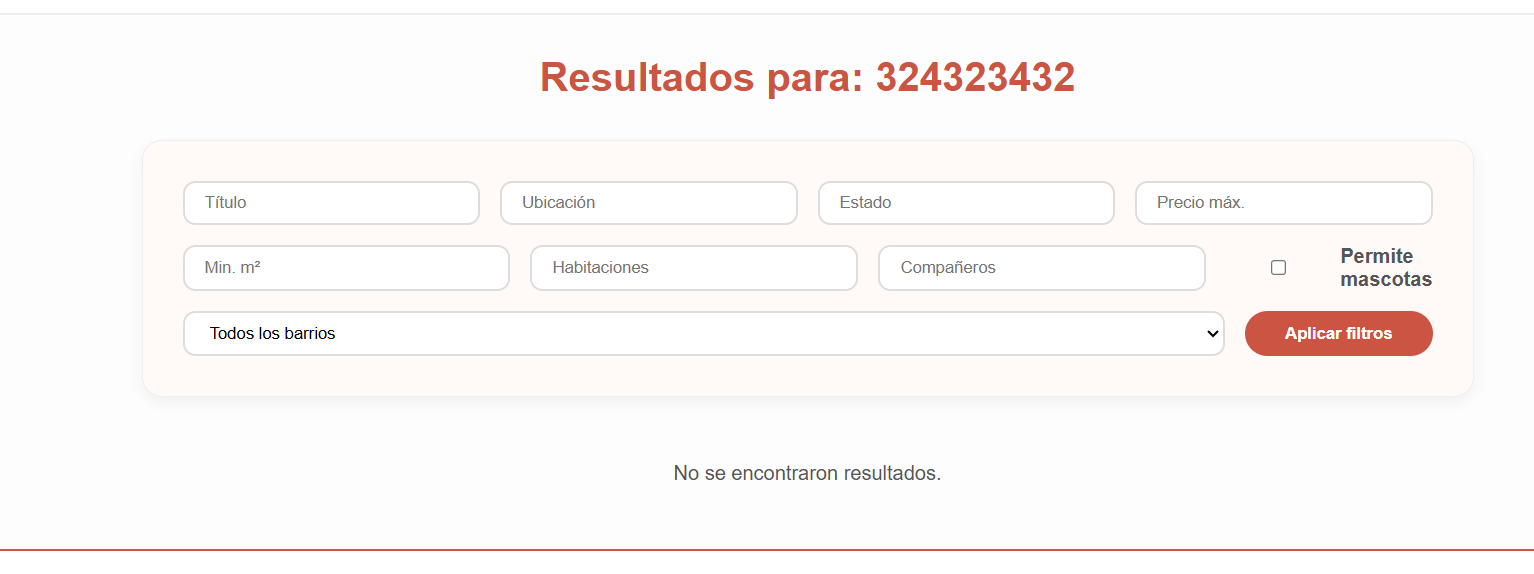 Resultados para: 324323432
Título
Ubicación
Estado
Precio máx.
Min. m²
Habitaciones
Compañeros
Permite
mascotas
Todos los barrios
Aplicar filtros
No se encontraron resultados.